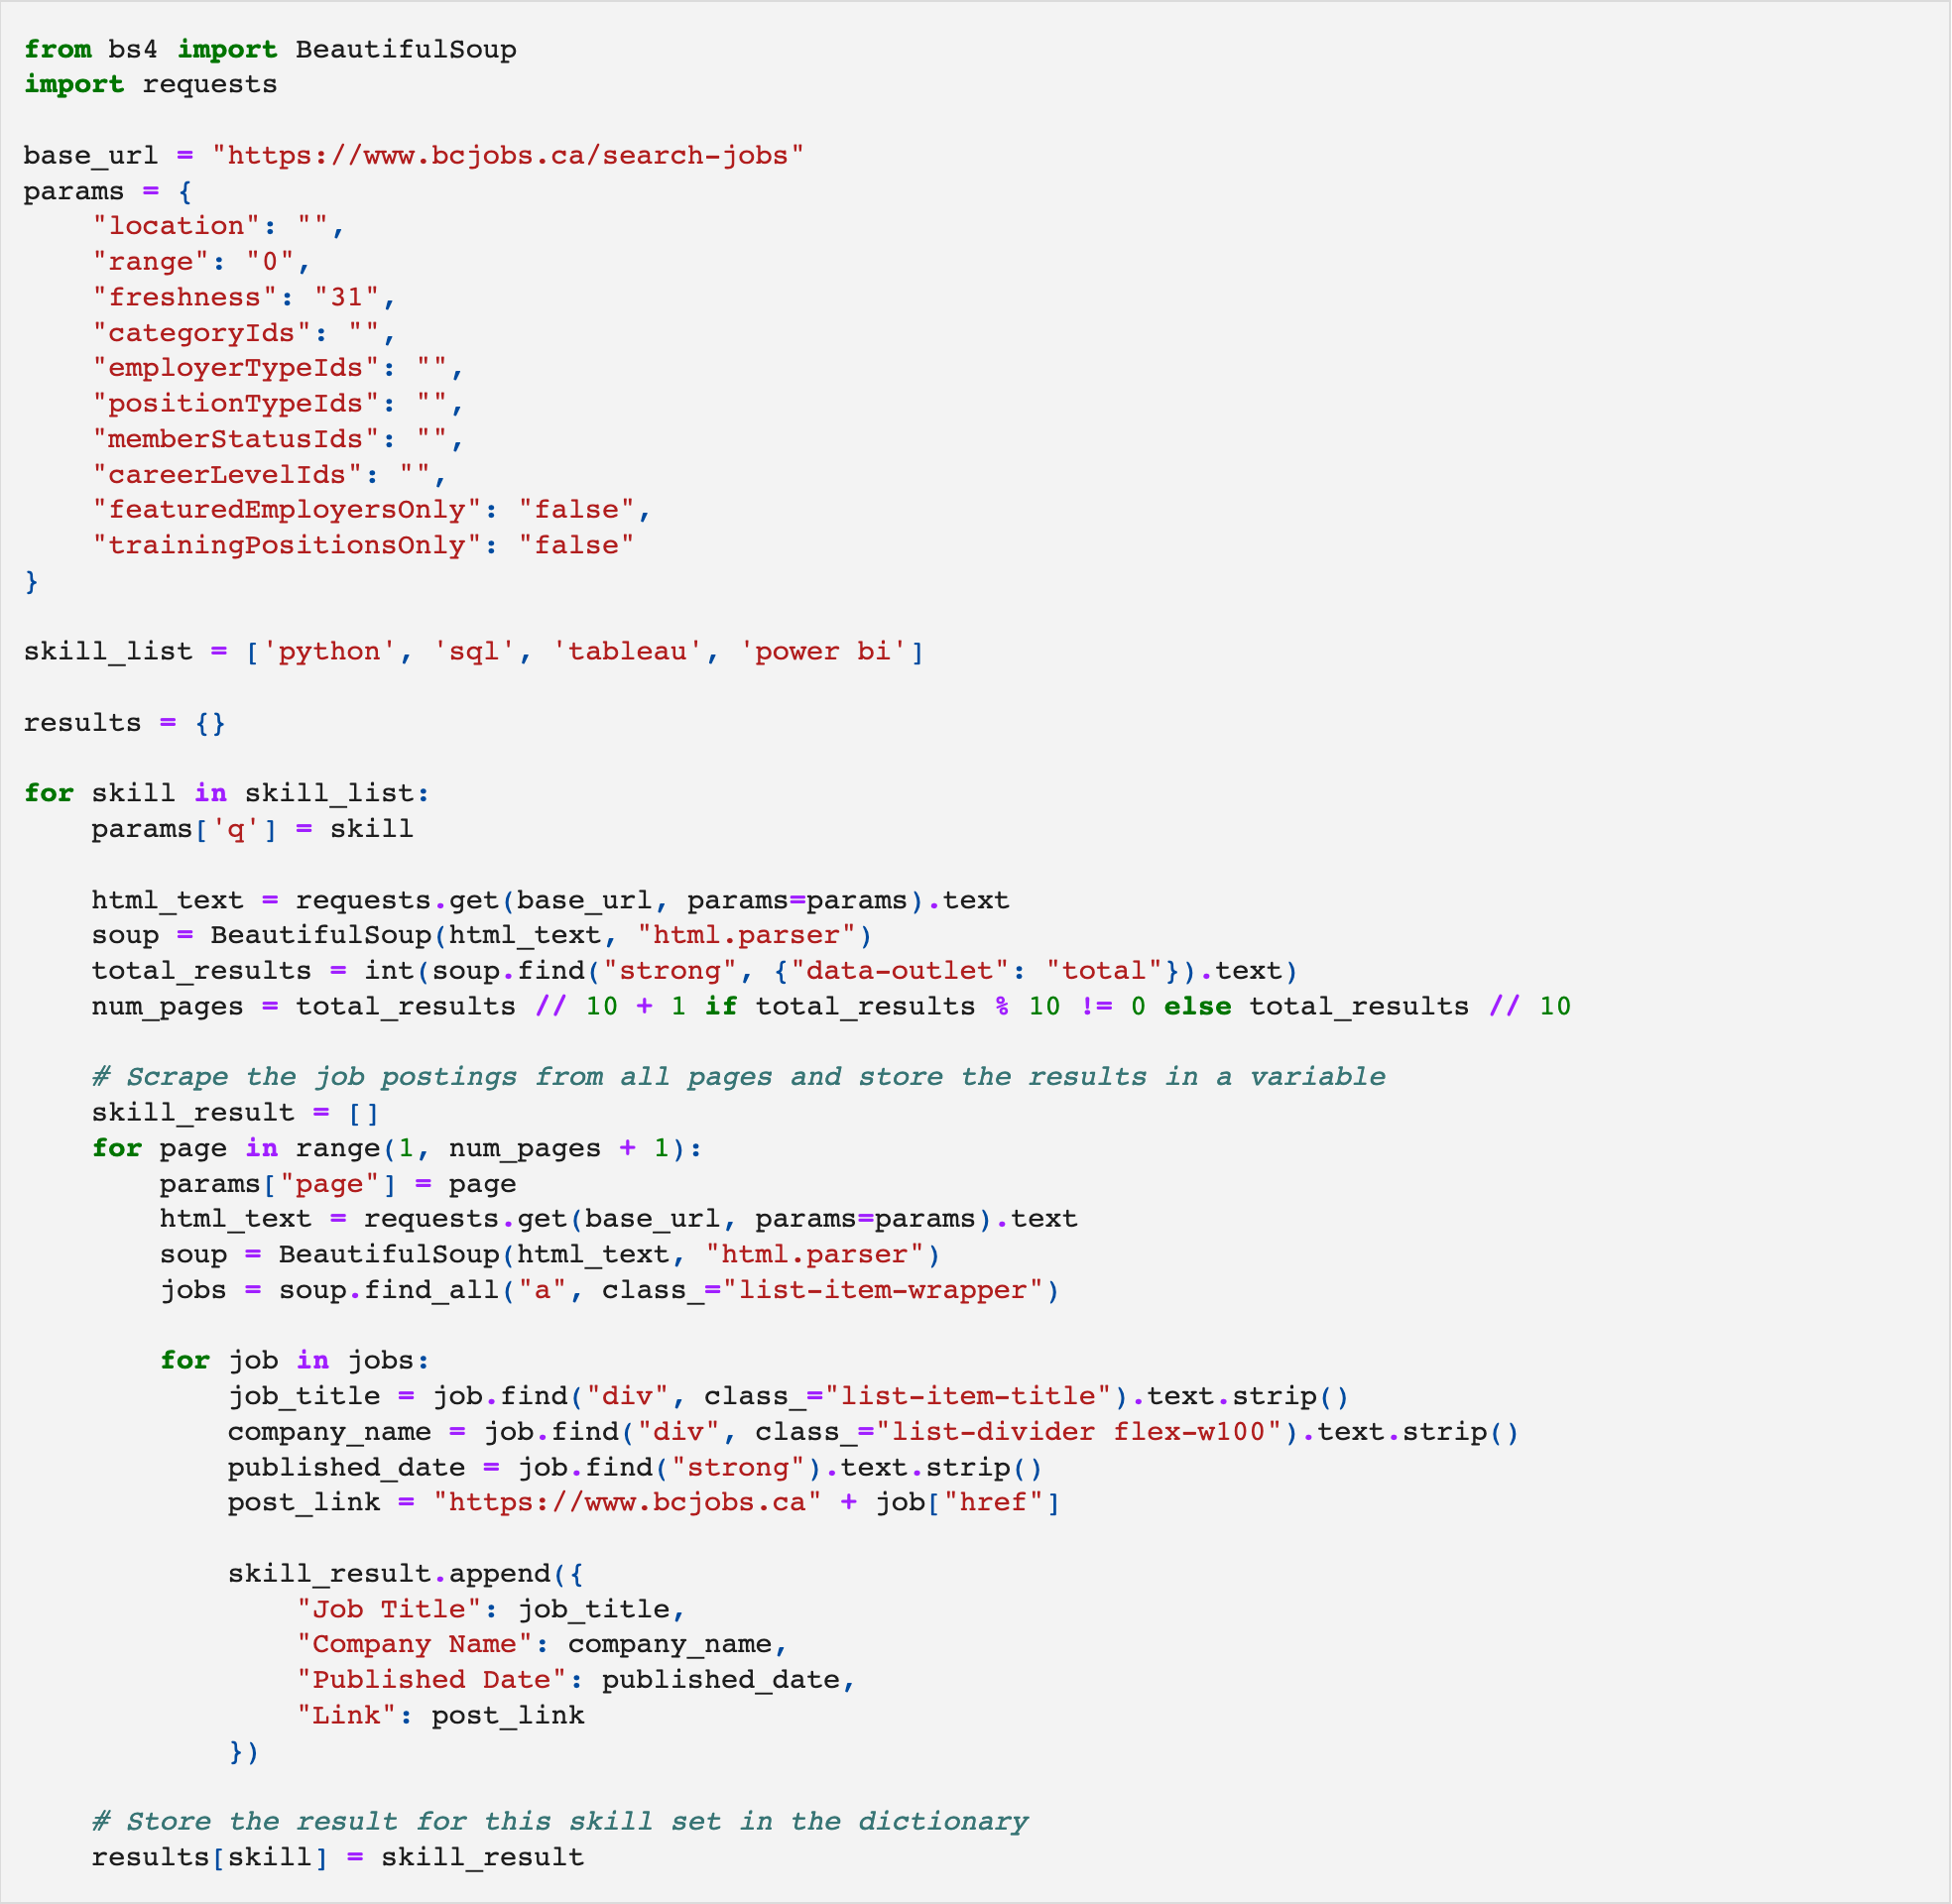 from bs4 import BeautifulSoup
import requests

base_url = "https://www.bcjobs.ca/search-jobs"
params = {
    "location": "",
    "range": "0",
    "freshness": "31",
    "categoryIds": "",
    "employerTypeIds": "",
    "positionTypeIds": "",
    "memberStatusIds": "",
    "careerLevelIds": "",
    "featuredEmployersOnly": "false",
    "trainingPositionsOnly": "false"
}

skill_list = ['python', 'sql', 'tableau', 'power bi']

results = {}

for skill in skill_list:
    params['q'] = skill

    html_text = requests.get(base_url, params=params).text
    soup = BeautifulSoup(html_text, "html.parser")
    total_results = int(soup.find("strong", {"data-outlet": "total"}).text)
    num_pages = total_results // 10 + 1 if total_results % 10 != 0 else total_results // 10

    # Scrape the job postings from all pages and store the results in a variable
    skill_result = []
    for page in range(1, num_pages + 1):
        params["page"] = page
        html_text = requests.get(base_url, params=params).text
        soup = BeautifulSoup(html_text, "html.parser")
        jobs = soup.find_all("a", class_="list-item-wrapper")

        for job in jobs:
            job_title = job.find("div", class_="list-item-title").text.strip()
            company_name = job.find("div", class_="list-divider flex-w100").text.strip()
            published_date = job.find("strong").text.strip()
            post_link = "https://www.bcjobs.ca" + job["href"]

            skill_result.append({
                "Job Title": job_title,
                "Company Name": company_name,
                "Published Date": published_date,
                "Link": post_link
            })

    # Store the result for this skill set in the dictionary
    results[skill] = skill_result